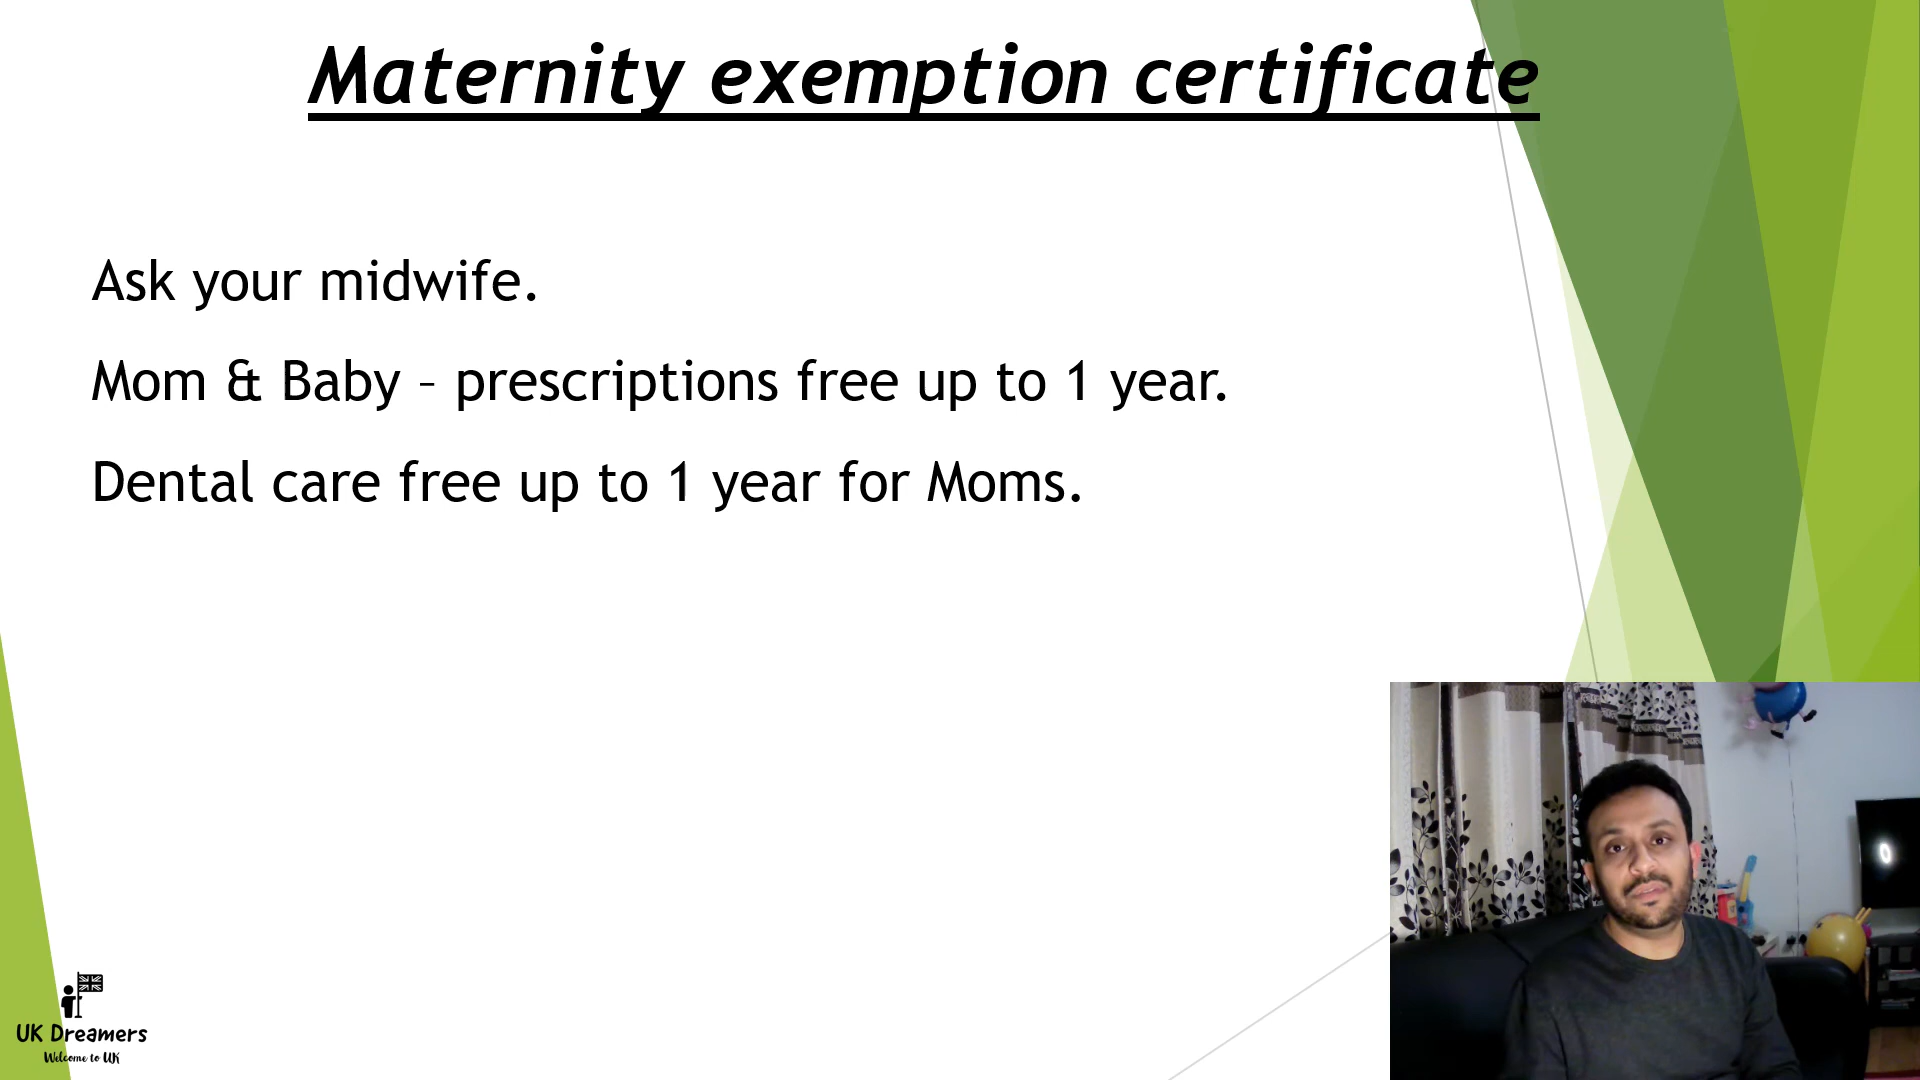 Maternity exemption certificate
Ask your midwife.
Mom & Baby – prescriptions free up to 1 year.
Dental care free up to 1 year for Moms.
UK Dreamers
Welcome to UK